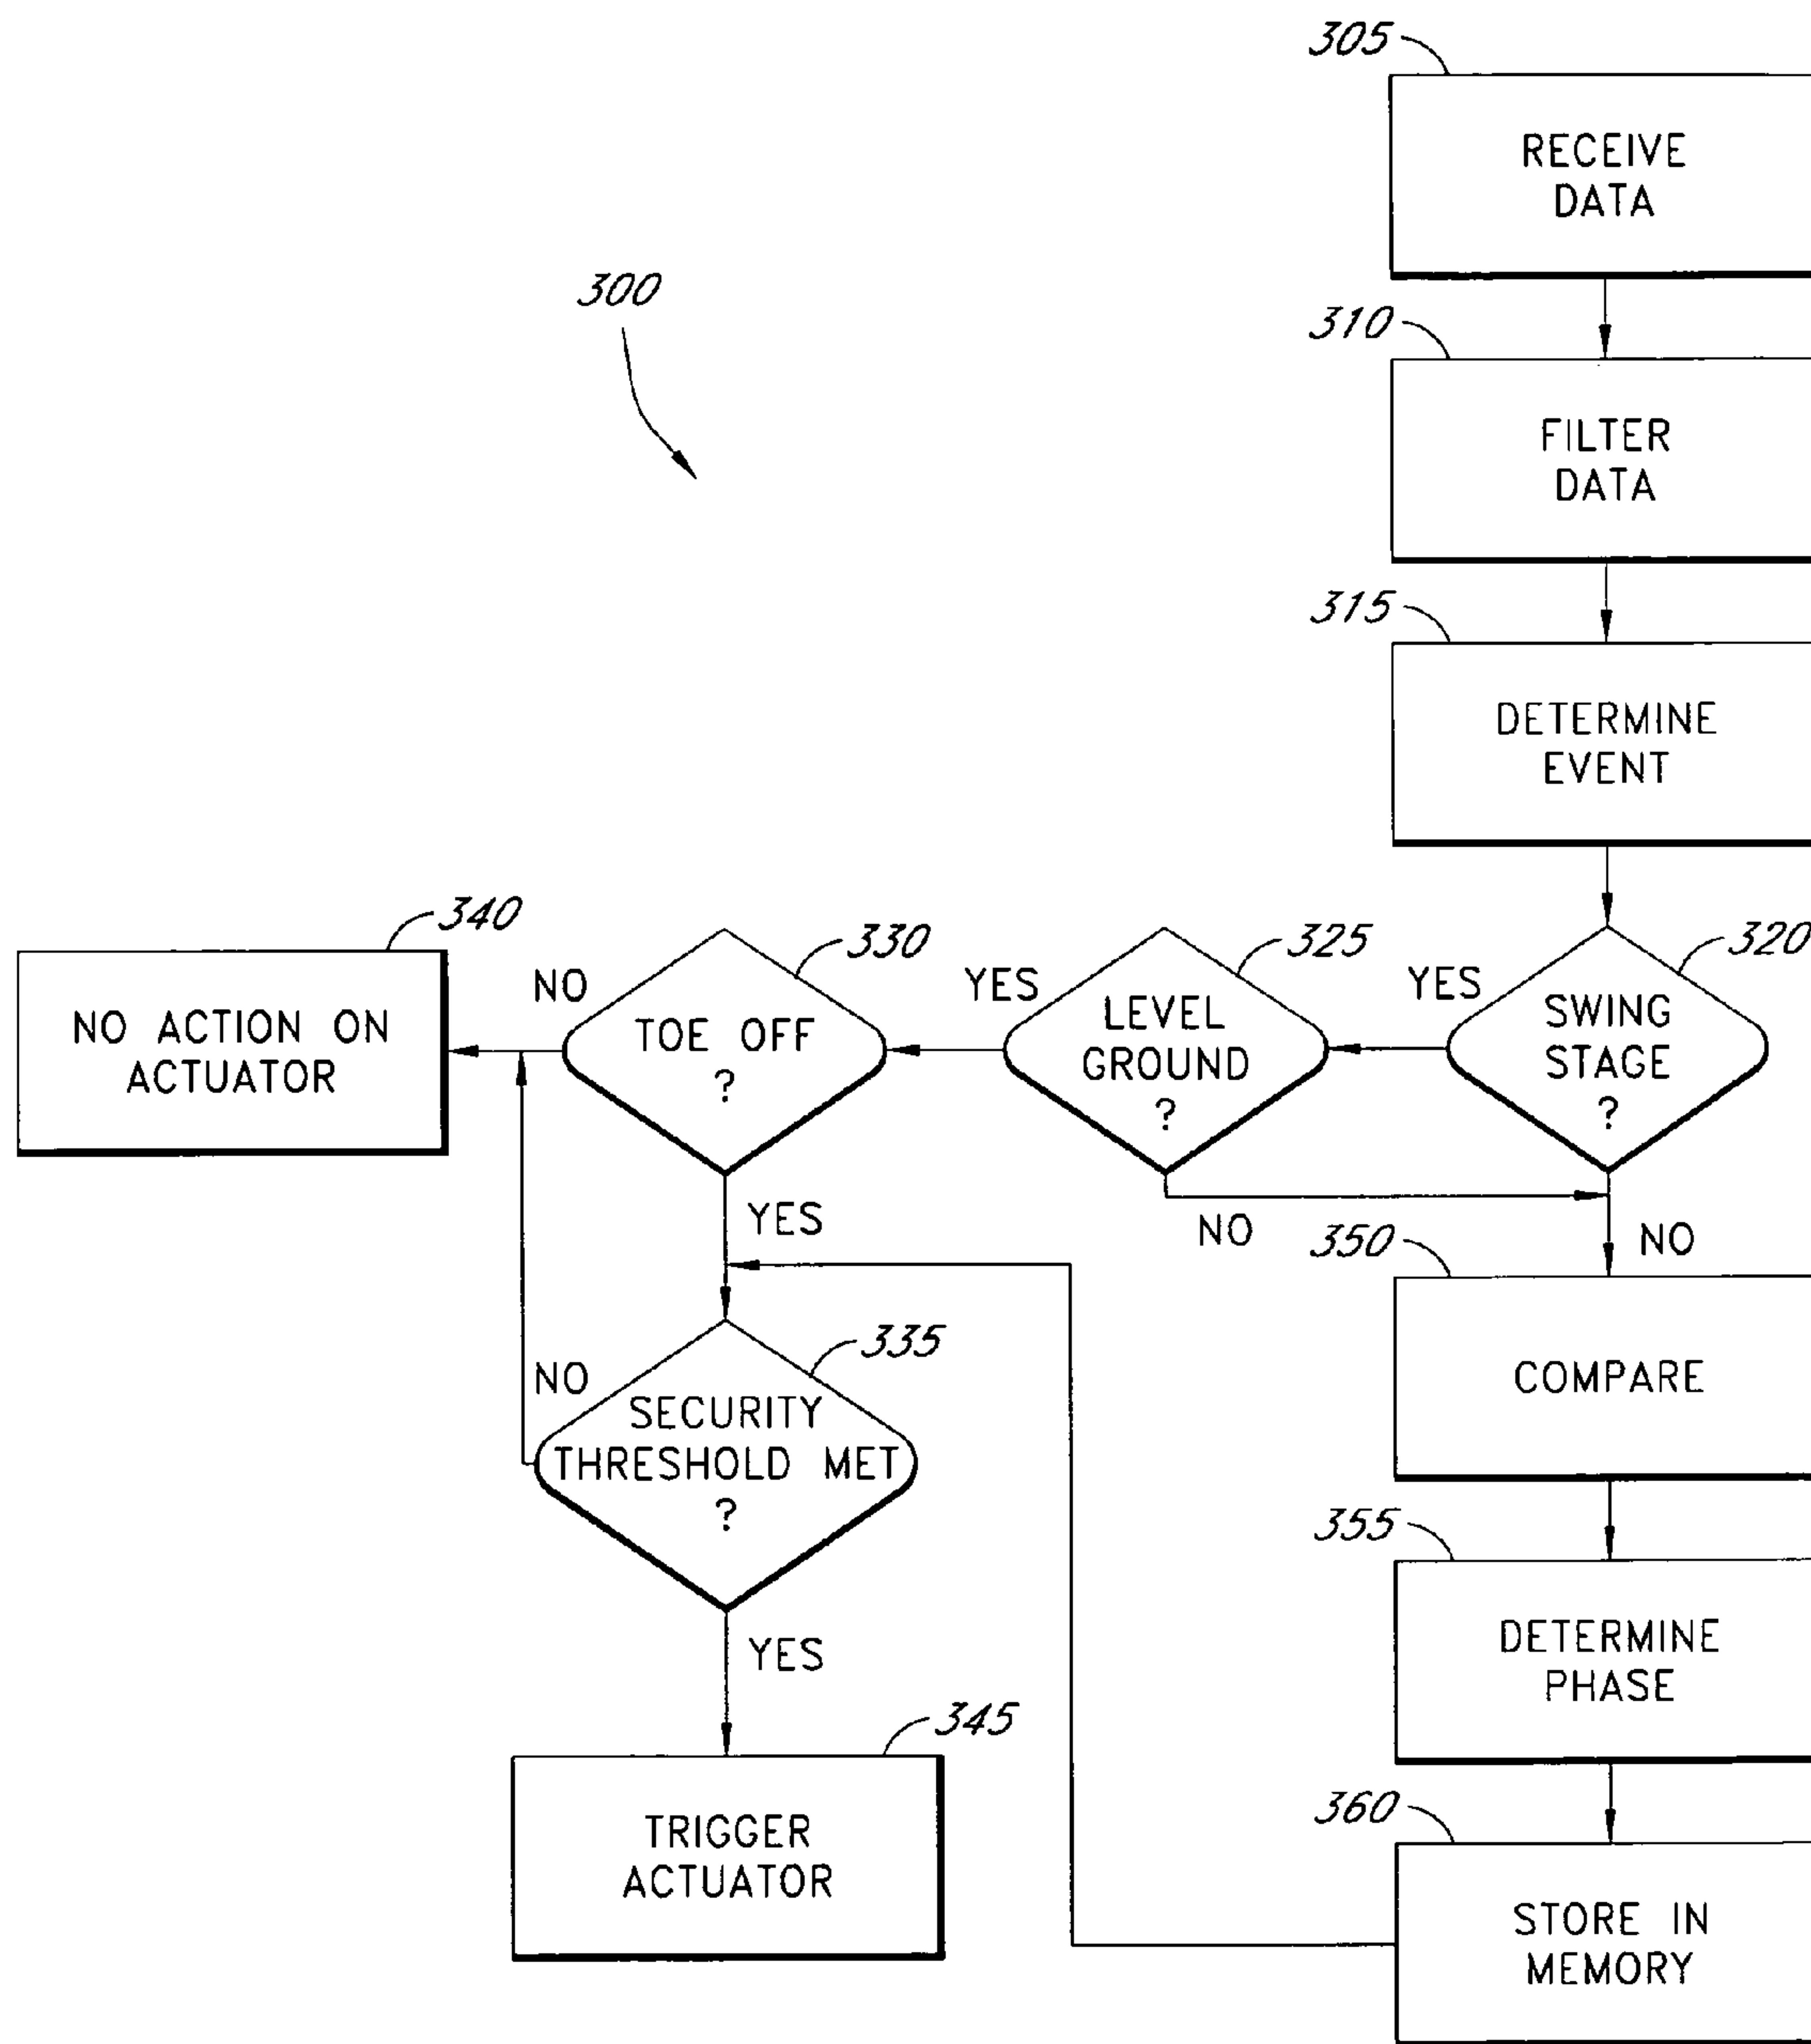 305
RECEIVE
DATA
300
310
FILTER
DATA
315
DETERMINE
EVENT
340
NO ACTION ON
ACTUATOR
NO
330
TOE OFF
?
YES
325
LEVEL
GROUND
?
YES
320
SWING
STAGE
?
YES
NO
NO
350
COMPARE
NO
335
SECURITY
THRESHOLD MET
?
355
DETERMINE
PHASE
YES
345
TRIGGER
ACTUATOR
360
STORE IN
MEMORY